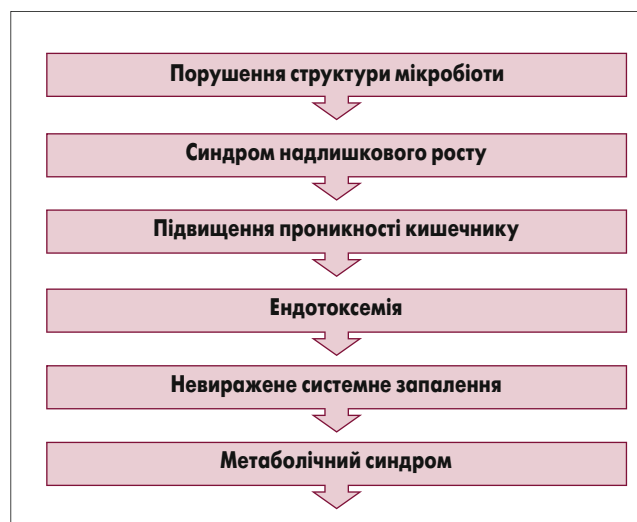 Порушення структури мікробіоти
Синдром надлишкового росту
Підвищення проникності кишечнику
Ендотоксемія
Невиражене системне запалення
Метаболічний синдром